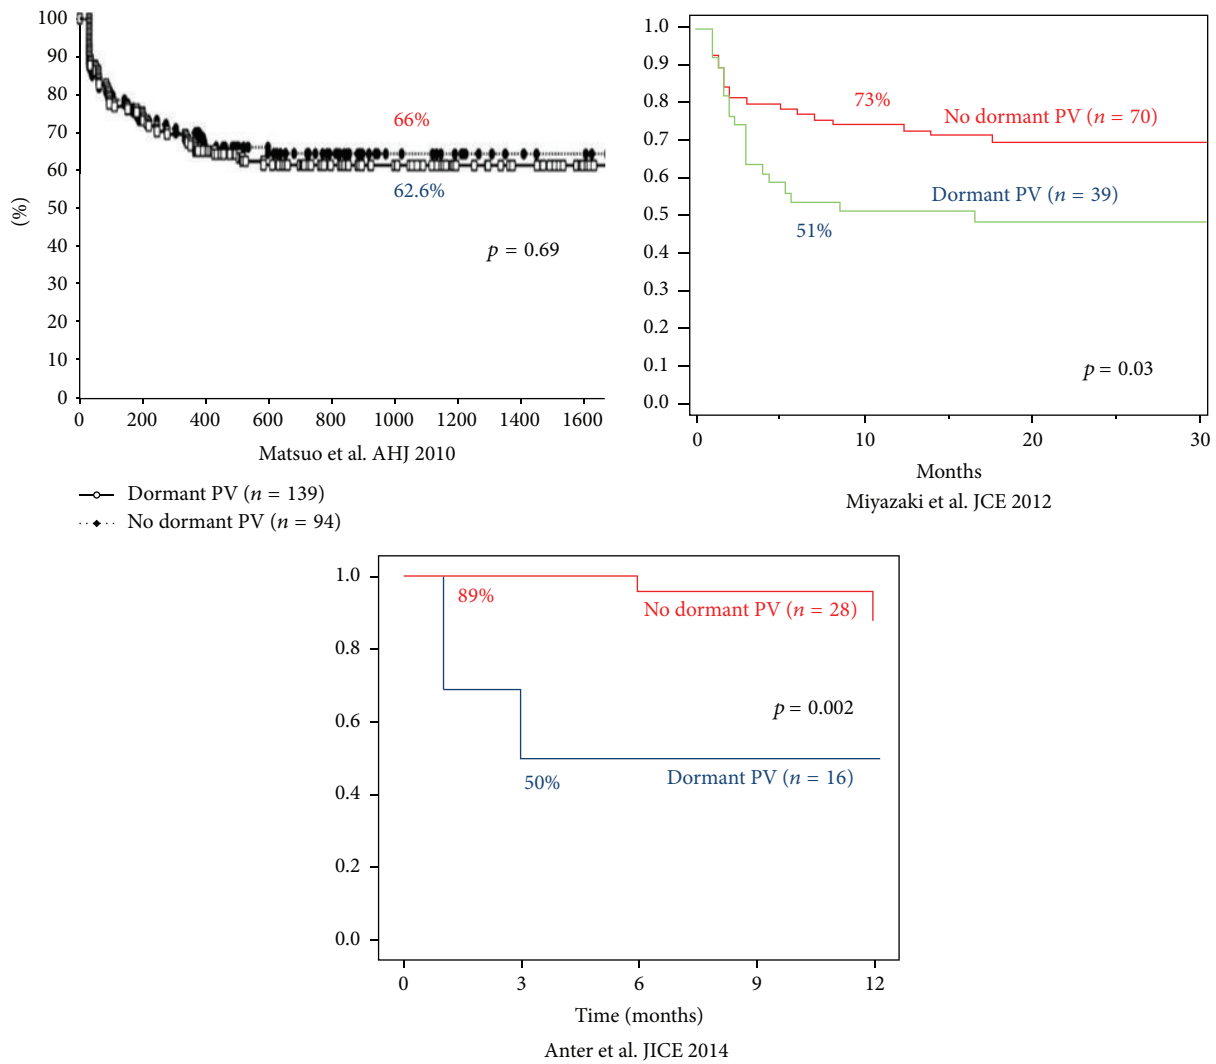 100
90
80
70
60
50
40
60
30
20
10
0
(%)
0 200 400 600 800 1000 1200 1400 1600
66%
62.6%
p = 0.69
Matsuo et al. AHJ 2010
Dormant PV (n = 139)
No dormant PV (n = 94)
1.0
0.9
0.8
0.7
0.6
0.5
0.4
0.3
0.2
0.1
0.0
0 10 20 30
73%
No dormant PV (n = 70)
Dormant PV (n = 39)
51%
p = 0.03
Months
Miyazaki et al. JCE 2012
1.0
0.8
0.6
0.4
0.2
0.0
0 3 6 9 12
89%
No dormant PV (n = 28)
p = 0.002
50%
Dormant PV (n = 16)
Time (months)
Anter et al. JICE 2014